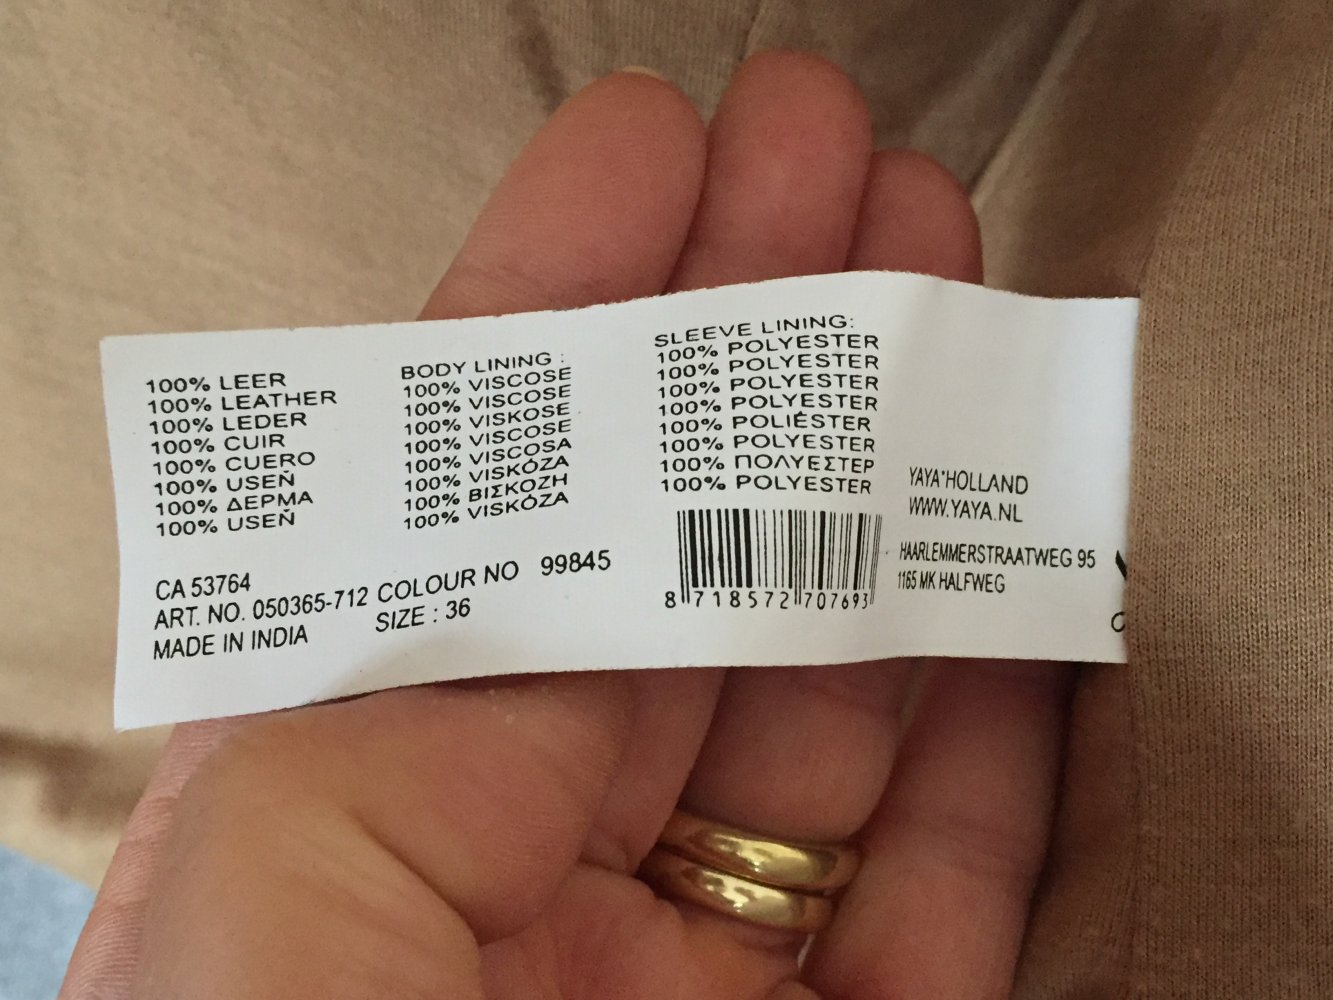 100% LEER
100% LEATHER
100% LEDER
100% CUIR
100% CUERO
100% USEŇ
100% ΔΕΡΜΑ
100% USEŇ
BODY LINING :
100% VISCOSE
100% VISCOSE
100% VISKOSE
100% VISCOSE
100% VISCOSA
100% VISKÓZA
100% ΒΙΣΚΟΖΗ
100% VISKÓZA
SLEEVE LINING:
100% POLYESTER
100% POLYESTER
100% POLYESTER
100% POLYESTER
100% POLIÉSTER
100% POLYESTER
100% ΠΟΛΥΕΣΤΕΡ
100% POLYESTER
CA 53764
ART. NO. 050365-712 COLOUR NO 99845
MADE IN INDIA SIZE : 36
8 718572 707693
YAYA*HOLLAND
WWW.YAYA.NL
HAARLEMMERSTRAATWEG 95
1165 MK HALFWEG